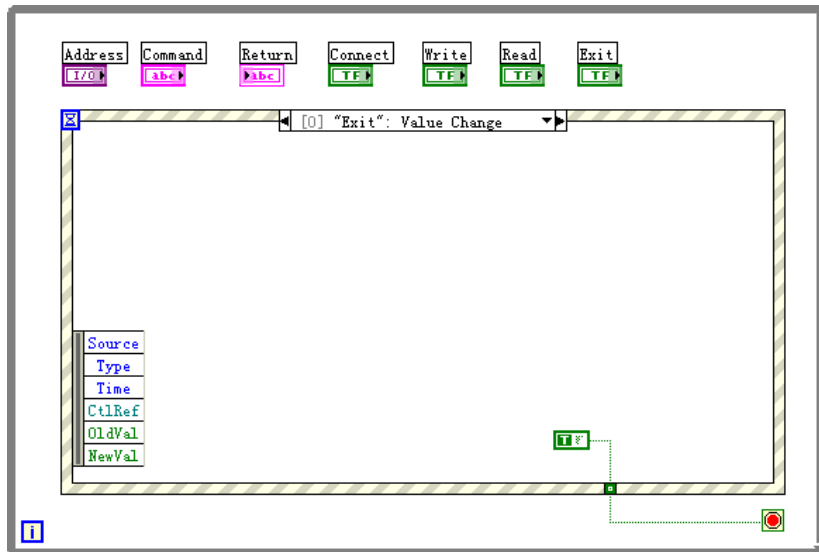 Address Command Return Connect Write Read Exit
I/O abc abc TF TF TF TF
[0] "Exit": Value Change
Source
Type
Time
CtlRef
OldVal
NewVal
T F
i